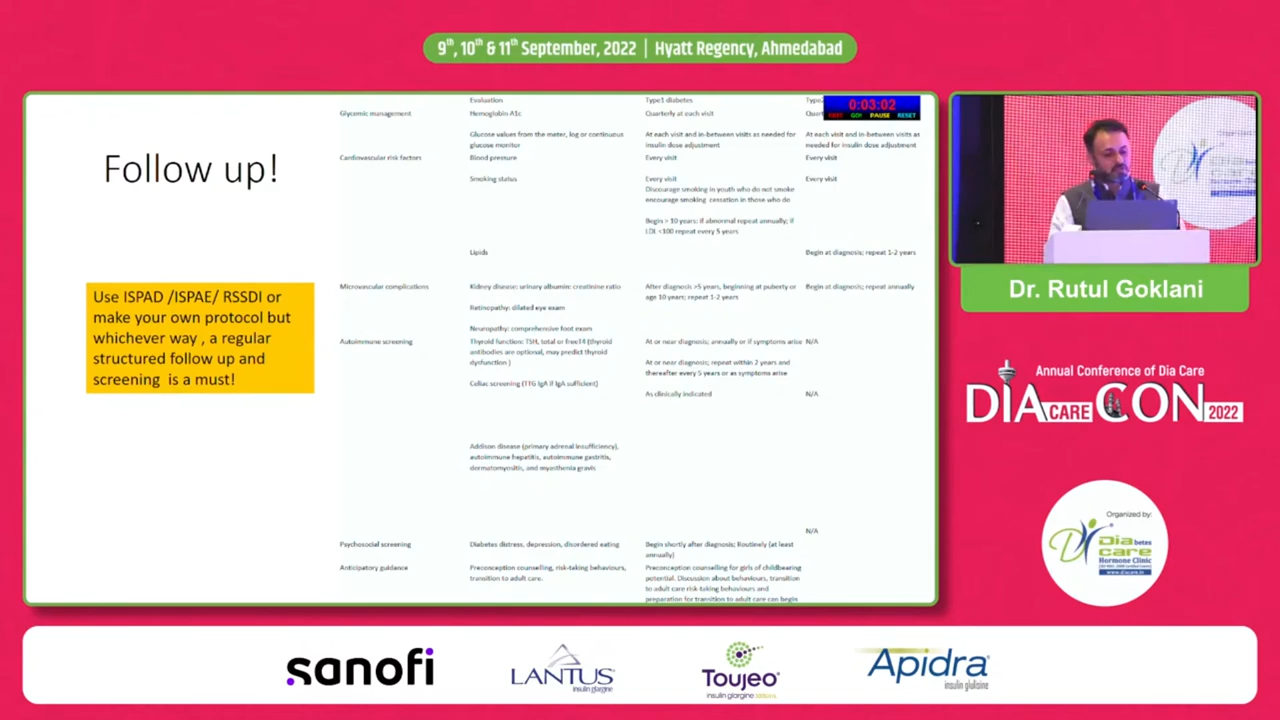 9th, 10th & 11th September, 2022 | Hyatt Regency, Ahmedabad
Follow up!
Use ISPAD /ISPAE/ RSSDI or
make your own protocol but
whichever way , a regular
structured follow up and
screening is a must!
Evaluation
Type1 diabetes
Glycemic management
Hemoglobin A1c
Quarterly at each visit
0:03:02
PAUSE
RESET
Glucose values from the meter, log or continuous
glucose monitor
At each visit and in-between visits as needed for
insulin dose adjustment
At each visit and in-between visits as
needed for insulin dose adjustment
Cardiovascular risk factors
Blood pressure
Every visit
Every visit
Smoking status
Every visit
Discourage smoking in youth who do not smoke
encourage smoking cessation in those who do
Every visit
Begin > 10 years: if abnormal repeat annually; if
LDL <100 repeat every 5 years
Lipids
Begin at diagnosis; repeat 1-2 years
Microvascular complications
Kidney disease: urinary albumin: creatinine ratio
After diagnosis >5 years, beginning at puberty or
age 10 years; repeat 1-2 years
Begin at diagnosis; repeat annually
Retinopathy: dilated eye exam
Neuropathy: comprehensive foot exam
Autoimmune screening
Thyroid function: TSH, total or freeT4 (thyroid
antibodies are optional, may predict thyroid
dysfunction )
At or near diagnosis; annually or if symptoms arise
N/A
At or near diagnosis; repeat within 2 years and
thereafter every 5 years or as symptoms arise
Celiac screening (TTG IgA if IgA sufficient)
As clinically indicated
N/A
Addison disease (primary adrenal insufficiency),
autoimmune hepatitis, autoimmune gastritis,
dermatomyositis, and myasthenia gravis
N/A
Psychosocial screening
Diabetes distress, depression, disordered eating
Begin shortly after diagnosis; Routinely (at least
annually)
Anticipatory guidance
Preconception counselling, risk-taking behaviours,
transition to adult care.
Preconception counselling for girls of childbearing
potential. Discussion about behaviours, transition
to adult care risk taking behaviours and
preparation for transition to adult care can begin
Dr. Rutul Goklani
Annual Conference of Dia Care
DIACARE CON 2022
Organized by:
Diabetes
care
Hormone Clinic
www.diacare.in
sanofi
LANTUS
insulin glargine
Toujeo
insulin glargine
Apidra
insulin glulisine